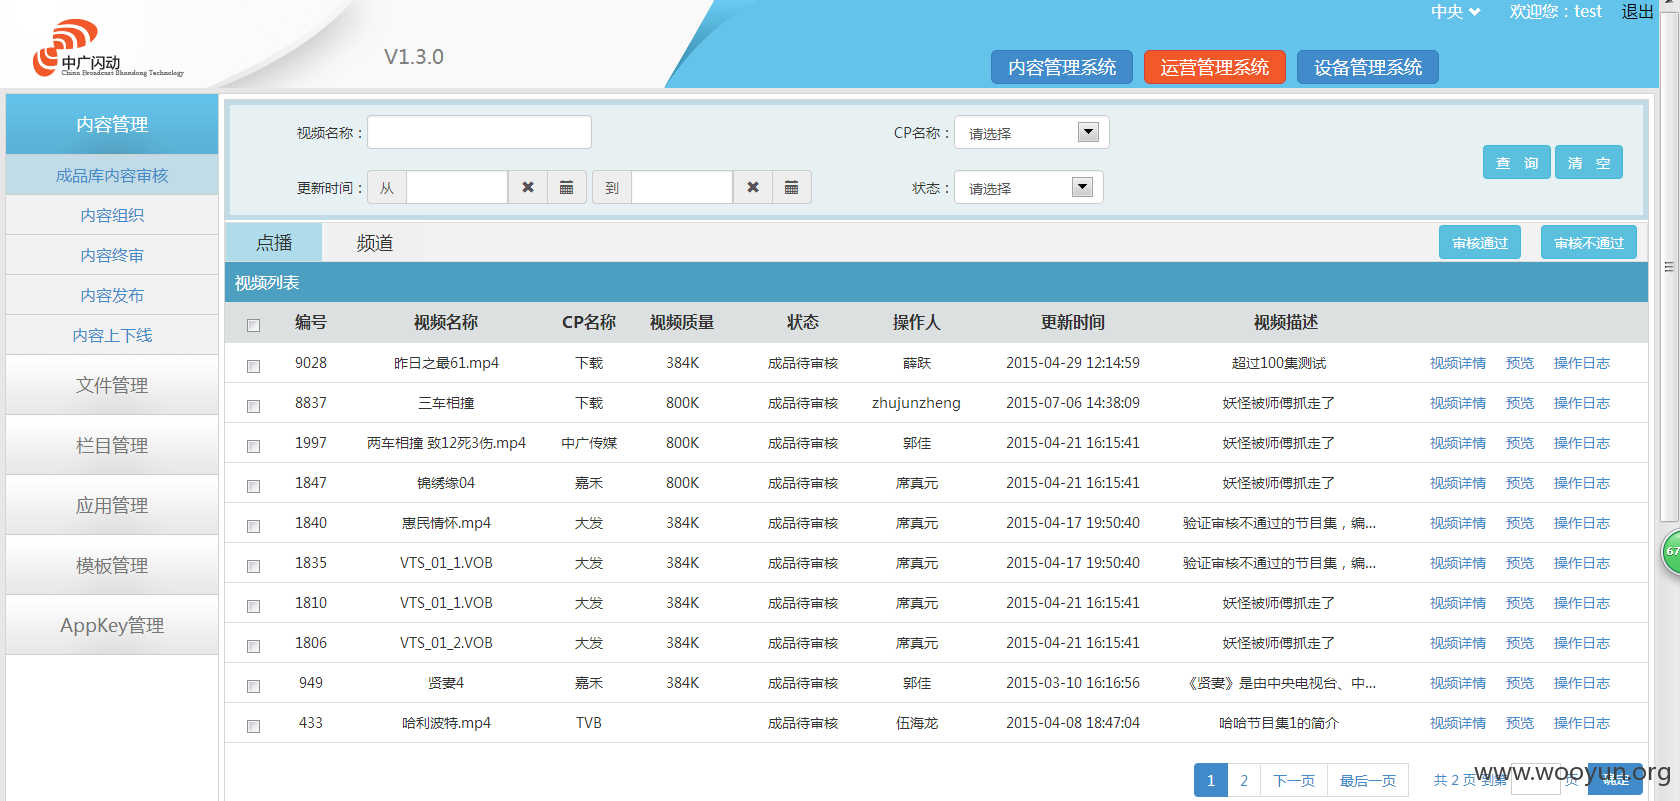 中广闪动
China Broadcast Shandong Technology
V1.3.0
中央 欢迎您：test 退出
内容管理系统 运营管理系统 设备管理系统
内容管理
成品库内容审核
内容组织
内容终审
内容发布
内容上下线
文件管理
栏目管理
应用管理
模板管理
AppKey管理
视频名称： CP名称： 请选择
更新时间： 从 到 状态： 请选择
查 询 清 空
点播 频道 审核通过 审核不通过
视频列表
编号 视频名称 CP名称 视频质量 状态 操作人 更新时间 视频描述
9028 昨日之最61.mp4 下载 384K 成品待审核 薛跃 2015-04-29 12:14:59 超过100集测试 视频详情 预览 操作日志
8837 三车相撞 下载 800K 成品待审核 zhujunzheng 2015-07-06 14:38:09 妖怪被师傅抓走了 视频详情 预览 操作日志
1997 两车相撞 致12死3伤.mp4 中广传媒 800K 成品待审核 郭佳 2015-04-21 16:15:41 妖怪被师傅抓走了 视频详情 预览 操作日志
1847 锦绣缘04 嘉禾 800K 成品待审核 席真元 2015-04-21 16:15:41 妖怪被师傅抓走了 视频详情 预览 操作日志
1840 惠民情怀.mp4 大发 384K 成品待审核 席真元 2015-04-17 19:50:40 验证审核不通过的节目集，编... 视频详情 预览 操作日志
1835 VTS_01_1.VOB 大发 384K 成品待审核 席真元 2015-04-17 19:50:40 验证审核不通过的节目集，编... 视频详情 预览 操作日志
1810 VTS_01_1.VOB 大发 384K 成品待审核 席真元 2015-04-21 16:15:41 妖怪被师傅抓走了 视频详情 预览 操作日志
1806 VTS_01_2.VOB 大发 384K 成品待审核 席真元 2015-04-21 16:15:41 妖怪被师傅抓走了 视频详情 预览 操作日志
949 贤妻4 嘉禾 384K 成品待审核 郭佳 2015-03-10 16:16:56 《贤妻》是由中央电视台、中... 视频详情 预览 操作日志
433 哈利波特.mp4 TVB 成品待审核 伍海龙 2015-04-08 18:47:04 哈哈节目集1的简介 视频详情 预览 操作日志
1 2 下一页 最后一页 共 2 页 到第 页 确定
www.wooyun.org
67